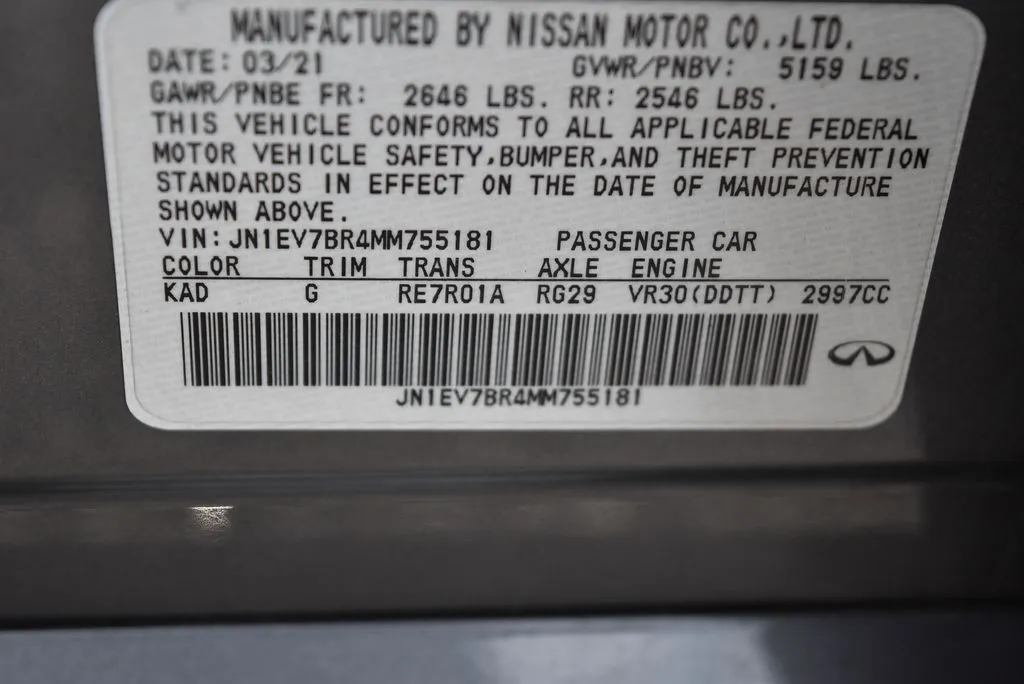 MANUFACTURED BY NISSAN MOTOR CO.,LTD.
DATE: 03/21 GVWR/PNBV: 5159 LBS.
GAWR/PNBE FR: 2646 LBS. RR: 2546 LBS.
THIS VEHICLE CONFORMS TO ALL APPLICABLE FEDERAL
MOTOR VEHICLE SAFETY,BUMPER,AND THEFT PREVENTION
STANDARDS IN EFFECT ON THE DATE OF MANUFACTURE
SHOWN ABOVE.
VIN:JN1EV7BR4MM755181 PASSENGER CAR
COLOR TRIM TRANS AXLE ENGINE
KAD G RE7R01A RG29 VR30(DDTT) 2997CC
JN1EV7BR4MM755181